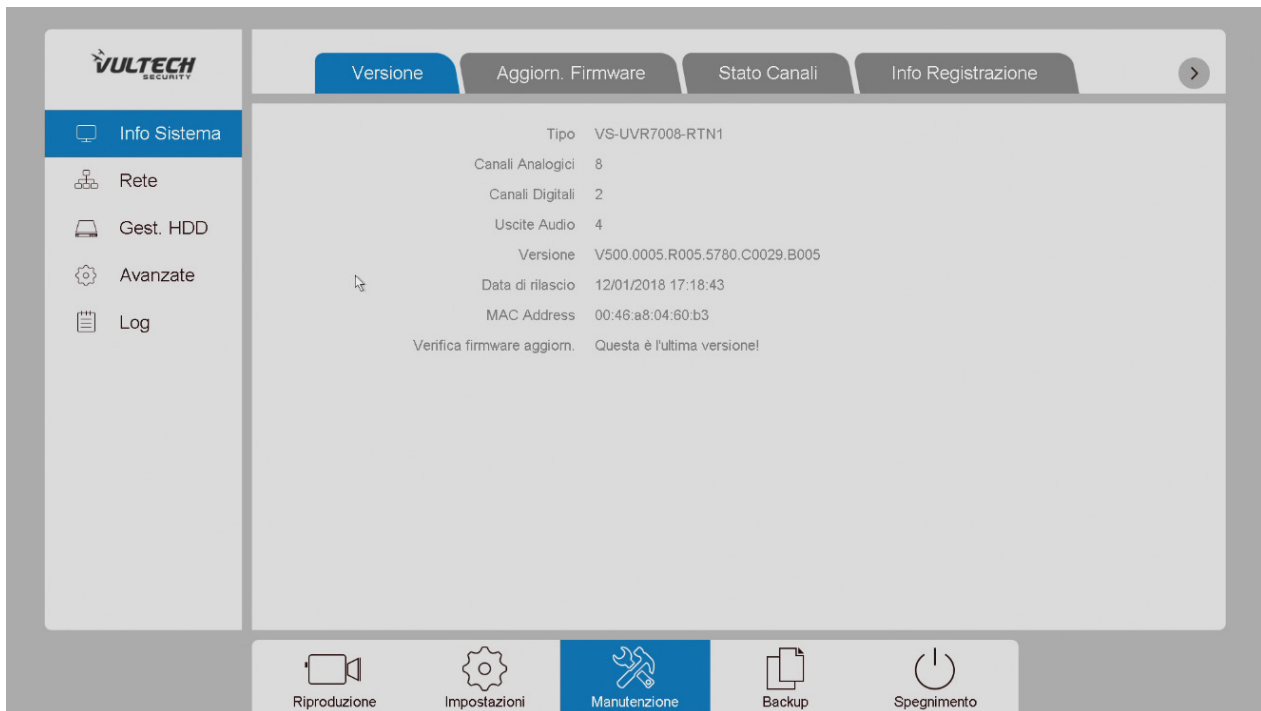 VULTECH
SECURITY
Versione
Aggiorn. Firmware
Stato Canali
Info Registrazione
Info Sistema
Rete
Gest. HDD
Avanzate
Log
Tipo VS-UVR7008-RTN1
Canali Analogici 8
Canali Digitali 2
Uscite Audio 4
Versione V500.0005.R005.5780.C0029.B005
Data di rilascio 12/01/2018 17:18:43
MAC Address 00:46:a8:04:60:b3
Verifica firmware aggiorn. Questa è l'ultima versione!
Riproduzione
Impostazioni
Manutenzione
Backup
Spegnimento